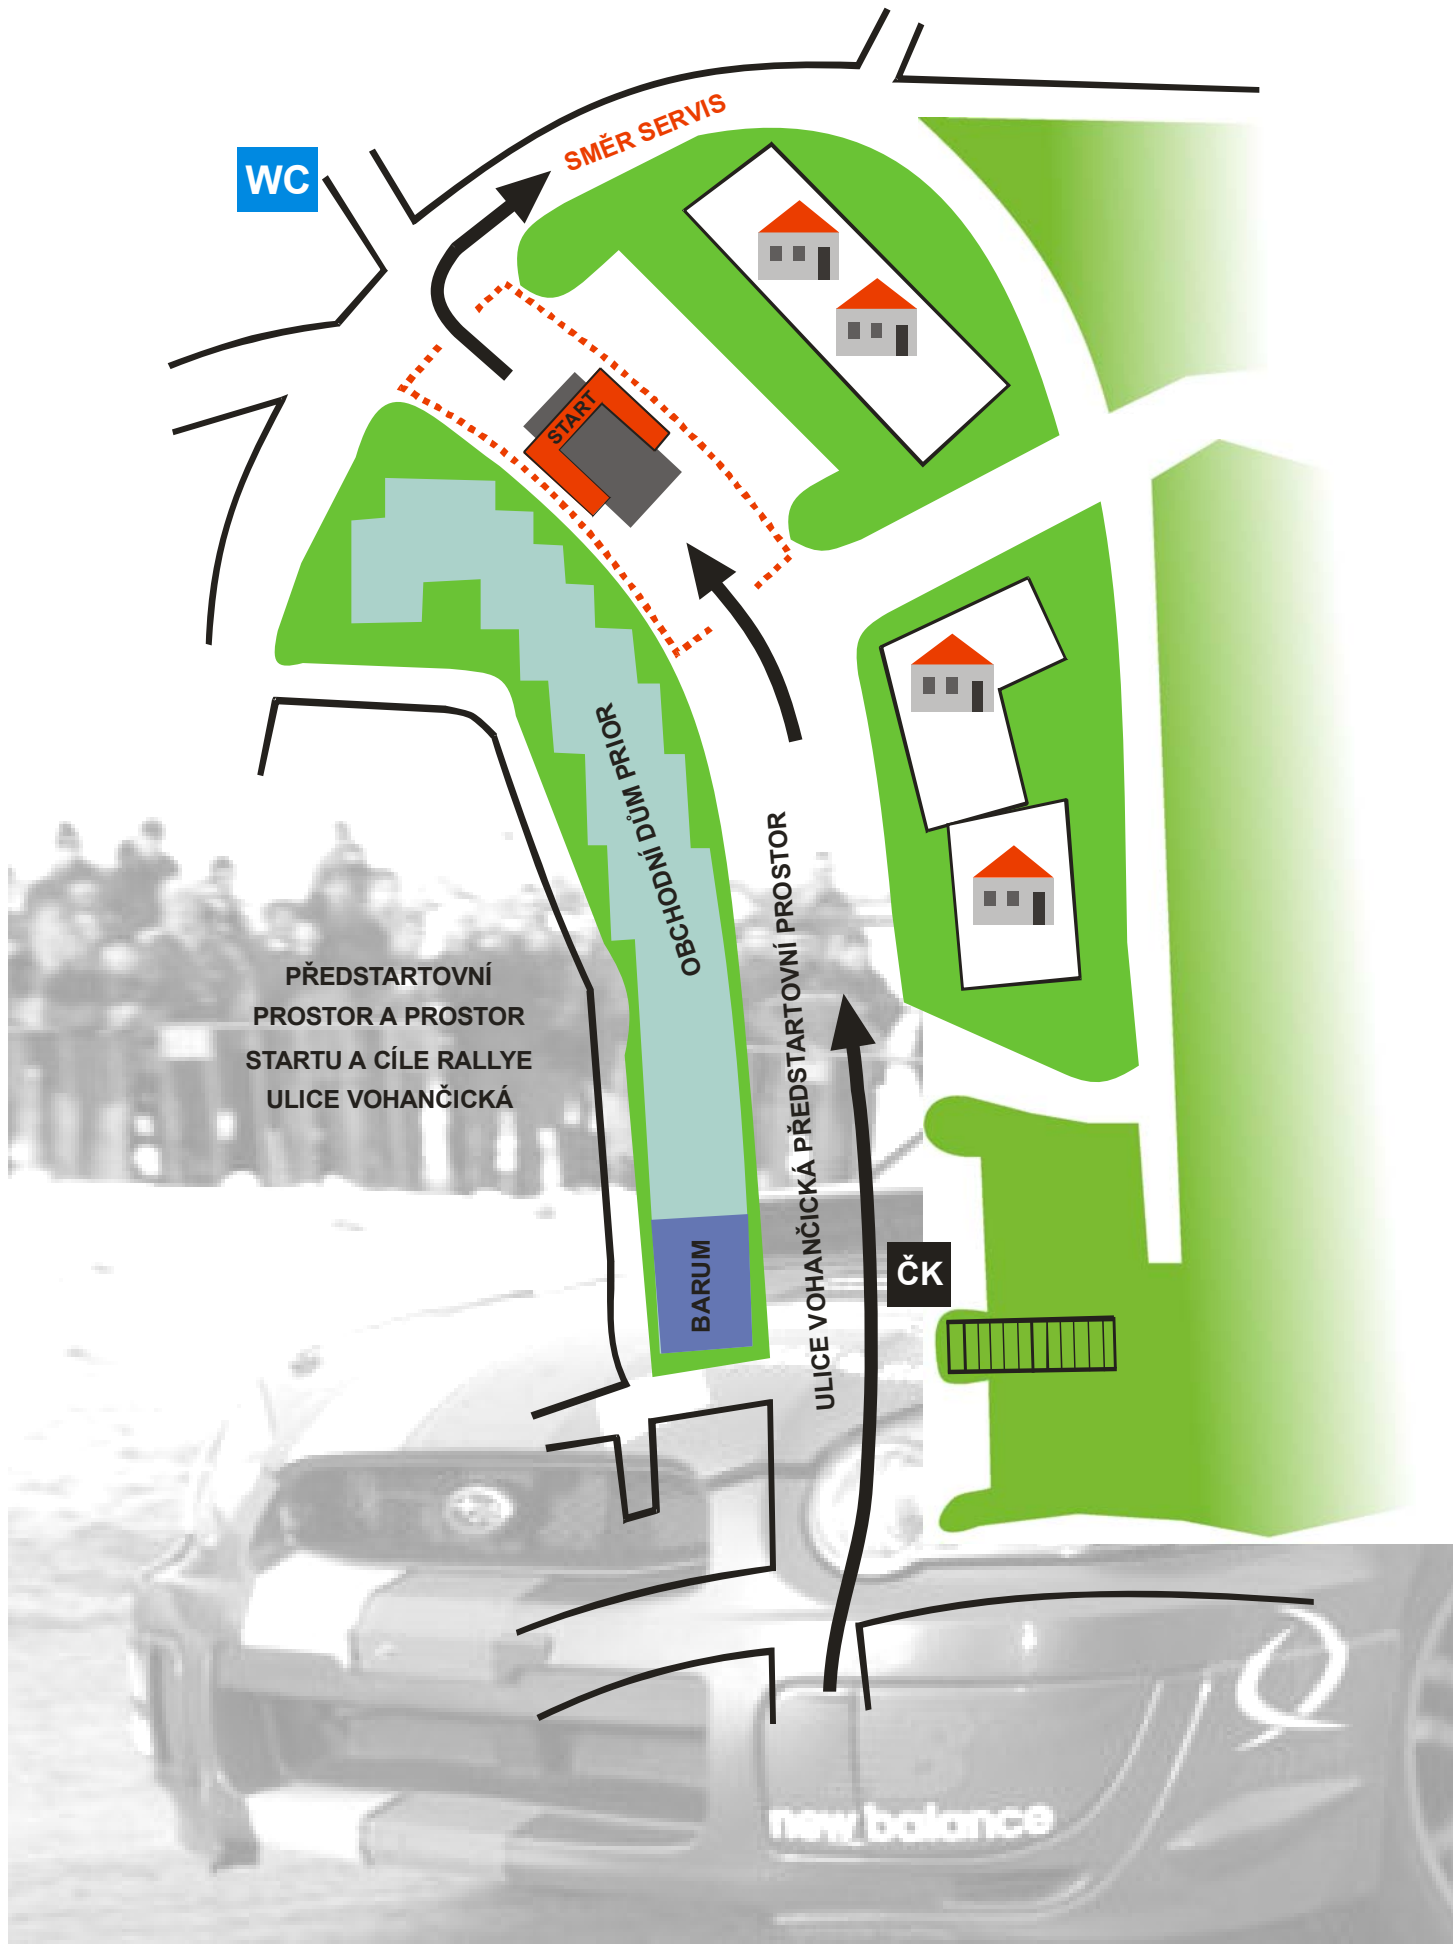 SMĚR SERVIS
WC
START
OBCHODNÍ DŮM PRIOR
ULICE VOHANČICKÁ PŘEDSTARTOVNÍ PROSTOR
PŘEDSTARTOVNÍ
PROSTOR A PROSTOR
STARTU A CÍLE RALLYE
ULICE VOHANČICKÁ
BARUM
ČK
new balance